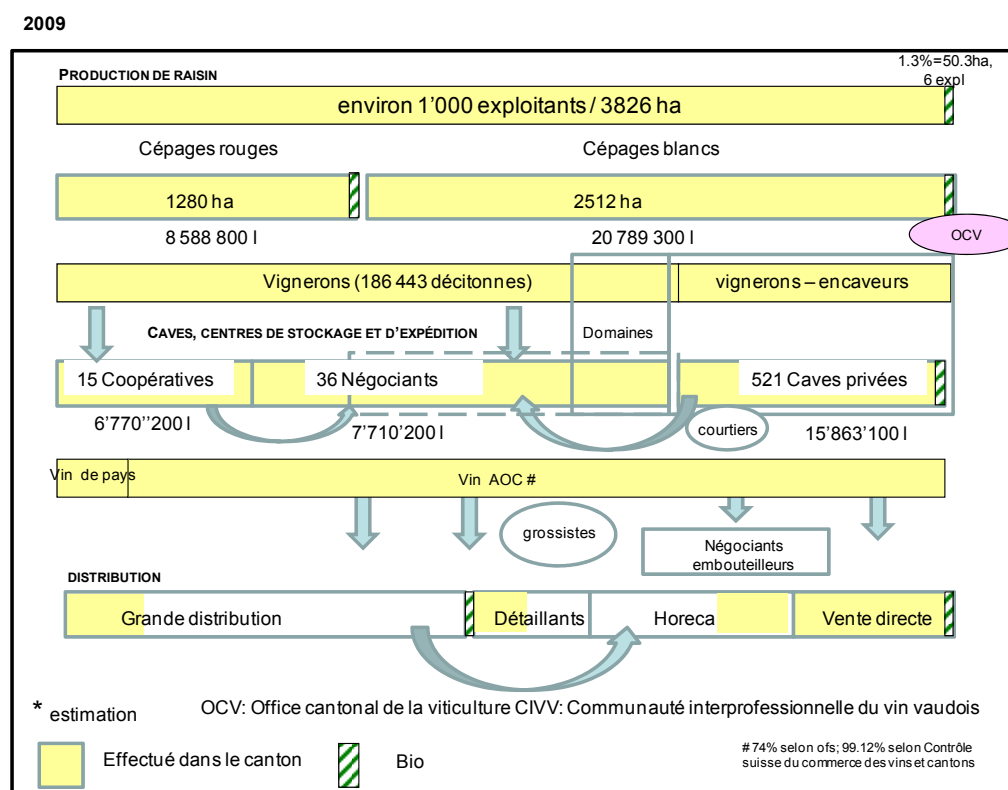 2009
1.3%=50.3ha,
6 expl
PRODUCTION DE RAISIN
environ 1'000 exploitants / 3826 ha
Cépages rouges
Cépages blancs
1280 ha
2512 ha
8 588 800 l
20 789 300 l
OCV
Vignerons (186 443 décitonnes)
vignerons – encaveurs
CAVES, CENTRES DE STOCKAGE ET D'EXPÉDITION
Domaines
15 Coopératives
36 Négociants
521 Caves privées
6'770''200 l
7'710'200 l
courtiers
15'863'100 l
Vin de pays
Vin AOC #
grossistes
Négociants
embouteilleurs
DISTRIBUTION
Grande distribution
Détaillants
Horeca
Vente directe
* estimation
OCV: Office cantonal de la viticulture CIVV: Communauté interprofessionnelle du vin vaudois
Effectué dans le canton
Bio
# 74% selon ofs; 99.12% selon Contrôle
suisse du commerce des vins et cantons